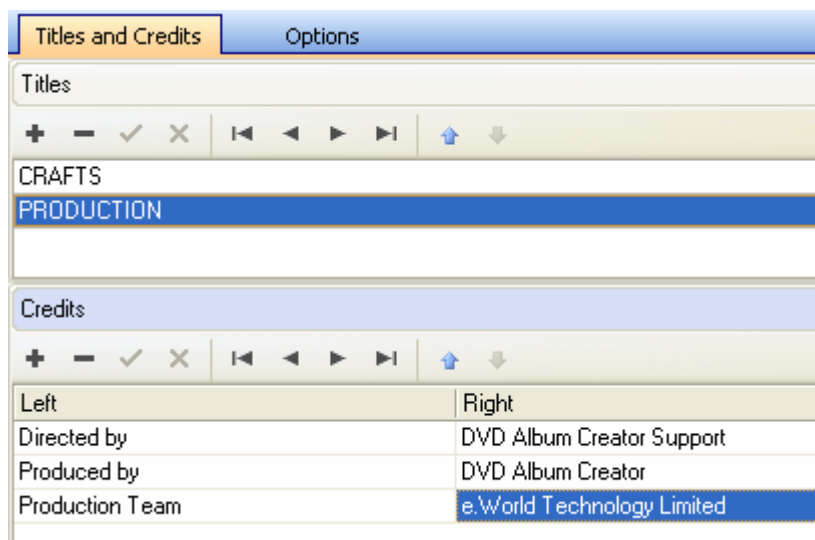 Titles and Credits Options
Titles
CRAFTS
PRODUCTION
Credits
Left Right
Directed by DVD Album Creator Support
Produced by DVD Album Creator
Production Team e.World Technology Limited